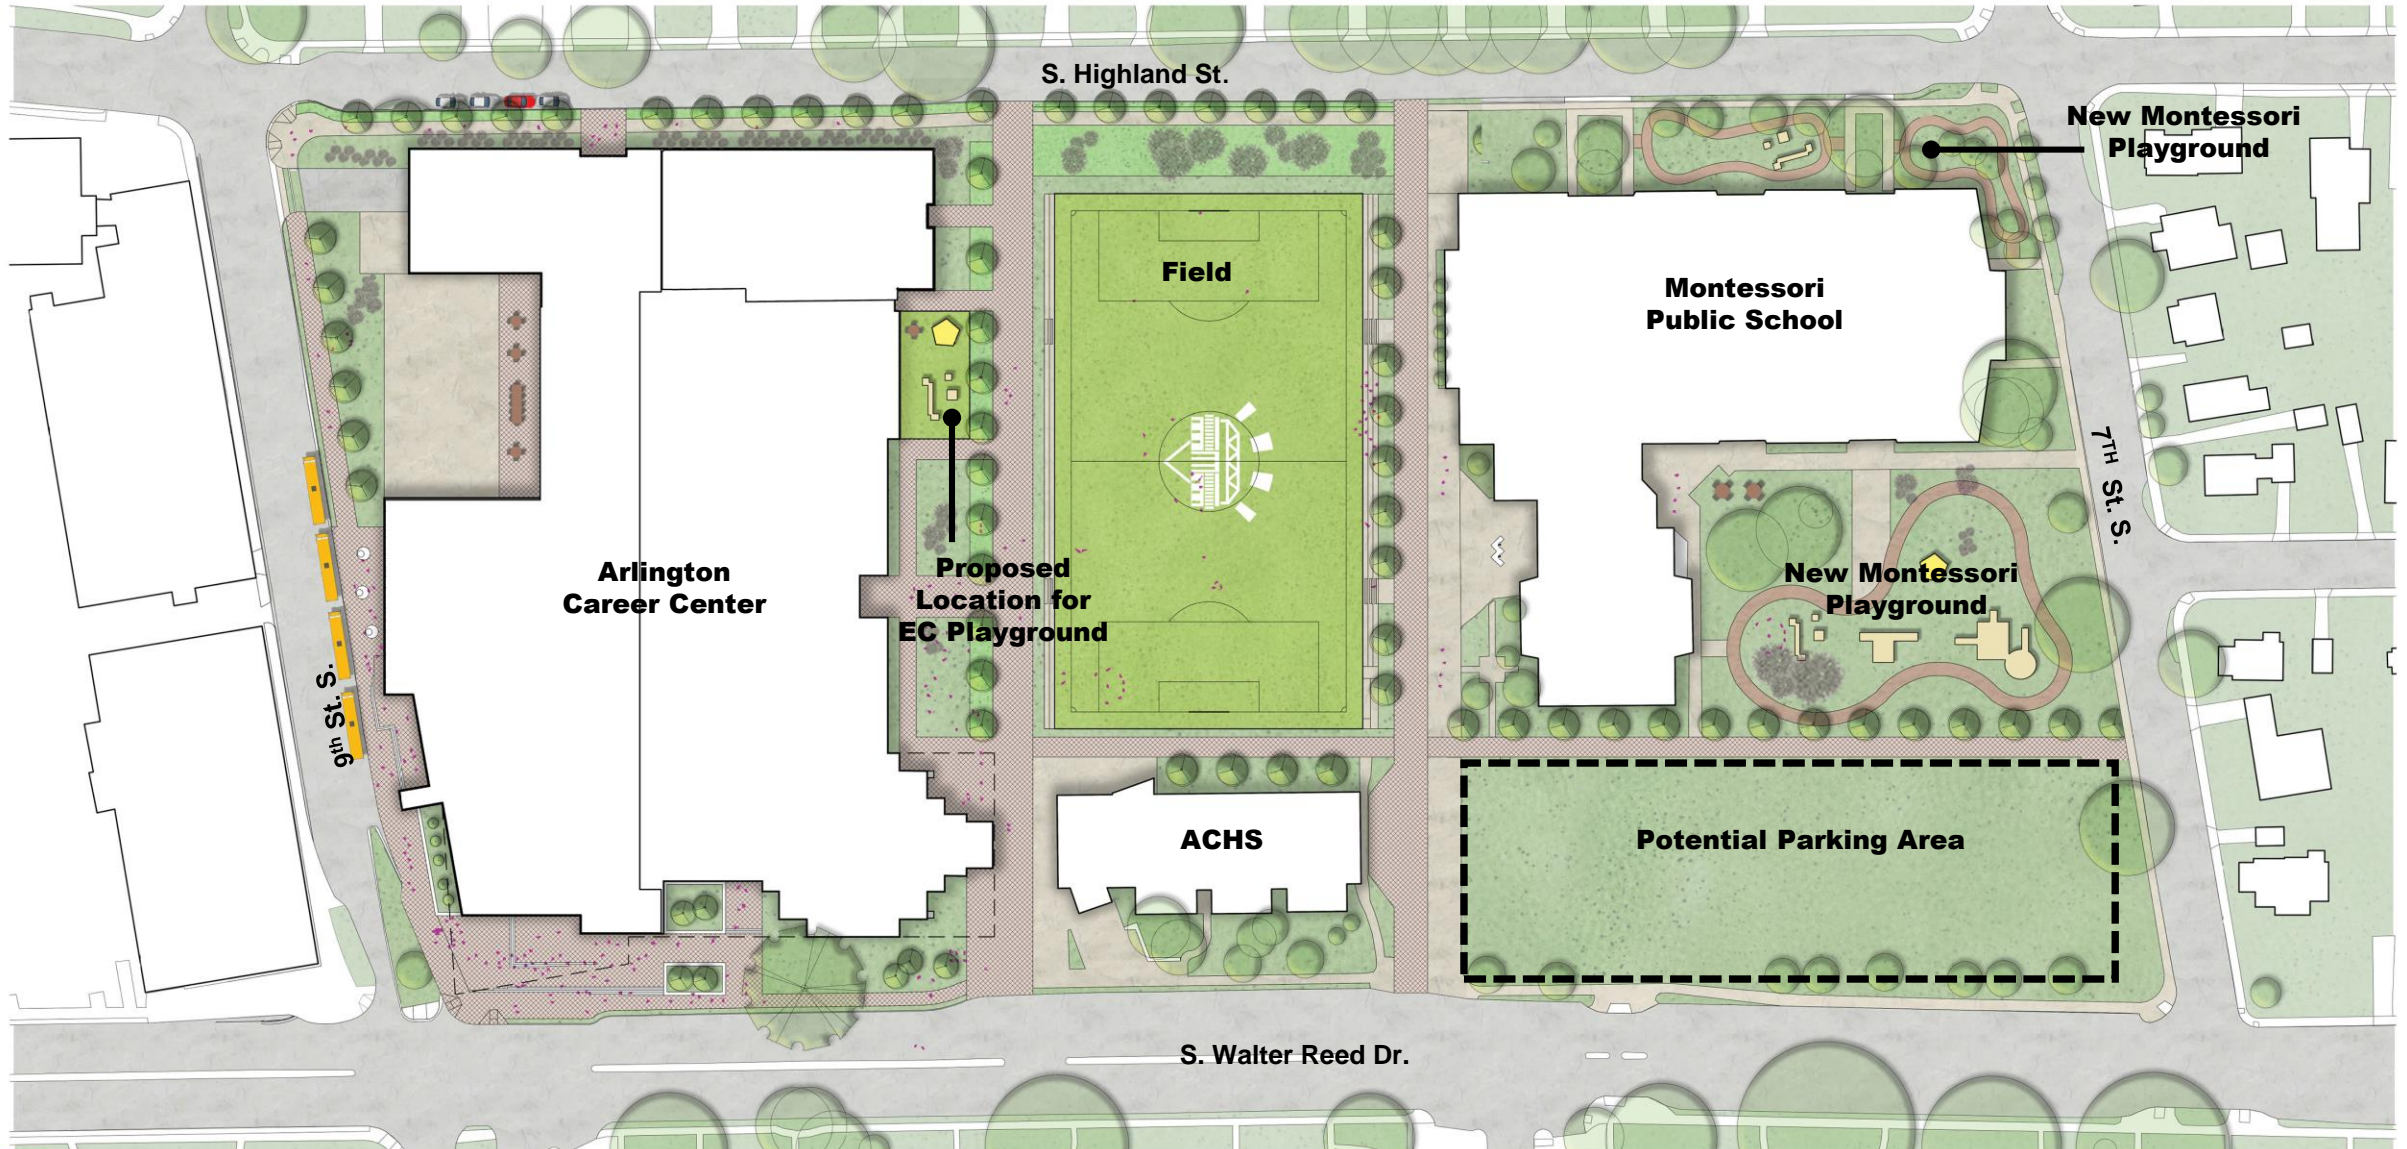 S. Highland St.
New Montessori
Playground
Field
Montessori
Public School
7TH St. S.
Arlington
Career Center
Proposed
Location for
EC Playground
New Montessori
Playground
9th St. S.
ACHS
Potential Parking Area
S. Walter Reed Dr.